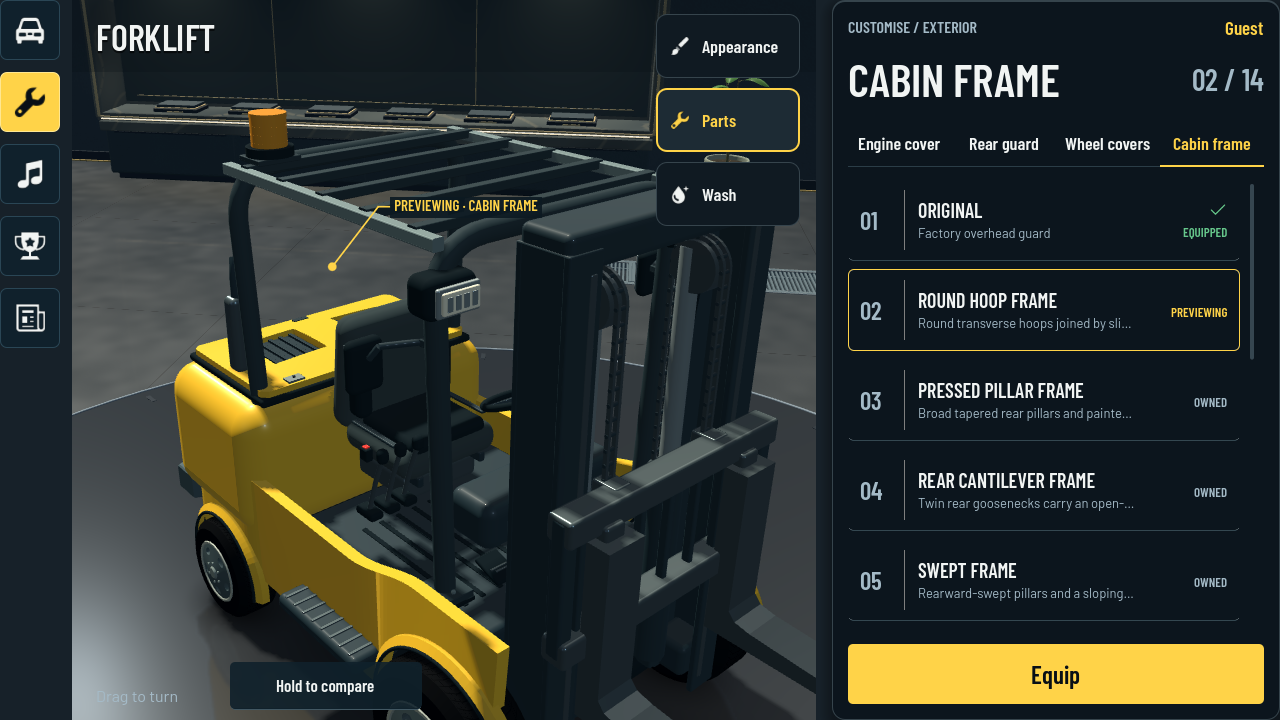 FORKLIFT
Appearance
Parts
Wash
PREVIEWING · CABIN FRAME
Hold to compare
Drag to turn
CUSTOMISE / EXTERIOR
Guest
CABIN FRAME
02 / 14
Engine cover
Rear guard
Wheel covers
Cabin frame
01
ORIGINAL
Factory overhead guard
EQUIPPED
02
ROUND HOOP FRAME
Round transverse hoops joined by sli...
PREVIEWING
03
PRESSED PILLAR FRAME
Broad tapered rear pillars and painte...
OWNED
04
REAR CANTILEVER FRAME
Twin rear goosenecks carry an open-...
OWNED
05
SWEPT FRAME
Rearward-swept pillars and a sloping...
OWNED
Equip